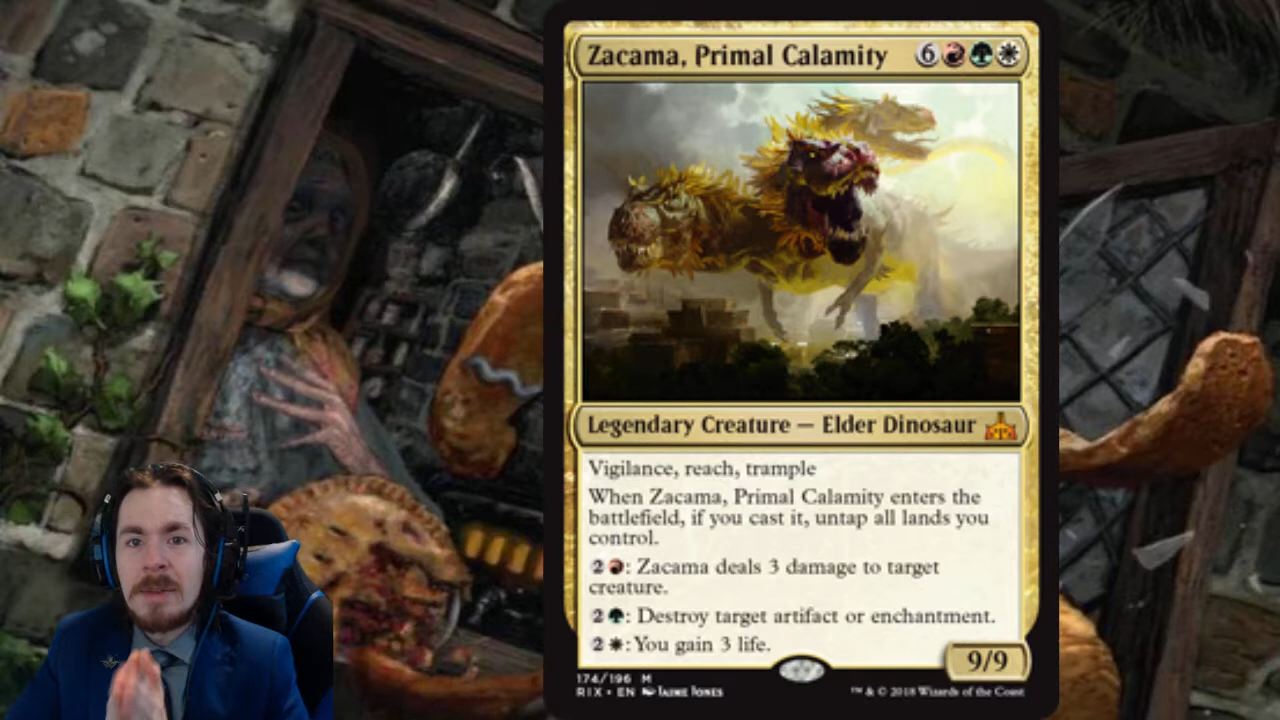 Zacama, Primal Calamity 6
Legendary Creature — Elder Dinosaur
Vigilance, reach, trample
When Zacama, Primal Calamity enters the
battlefield, if you cast it, untap all lands you
control.
2 : Zacama deals 3 damage to target
creature.
2 : Destroy target artifact or enchantment.
2 : You gain 3 life.
9/9
174/196 M
RIX • EN Jaime Jones
™ & © 2018 Wizards of the Coast